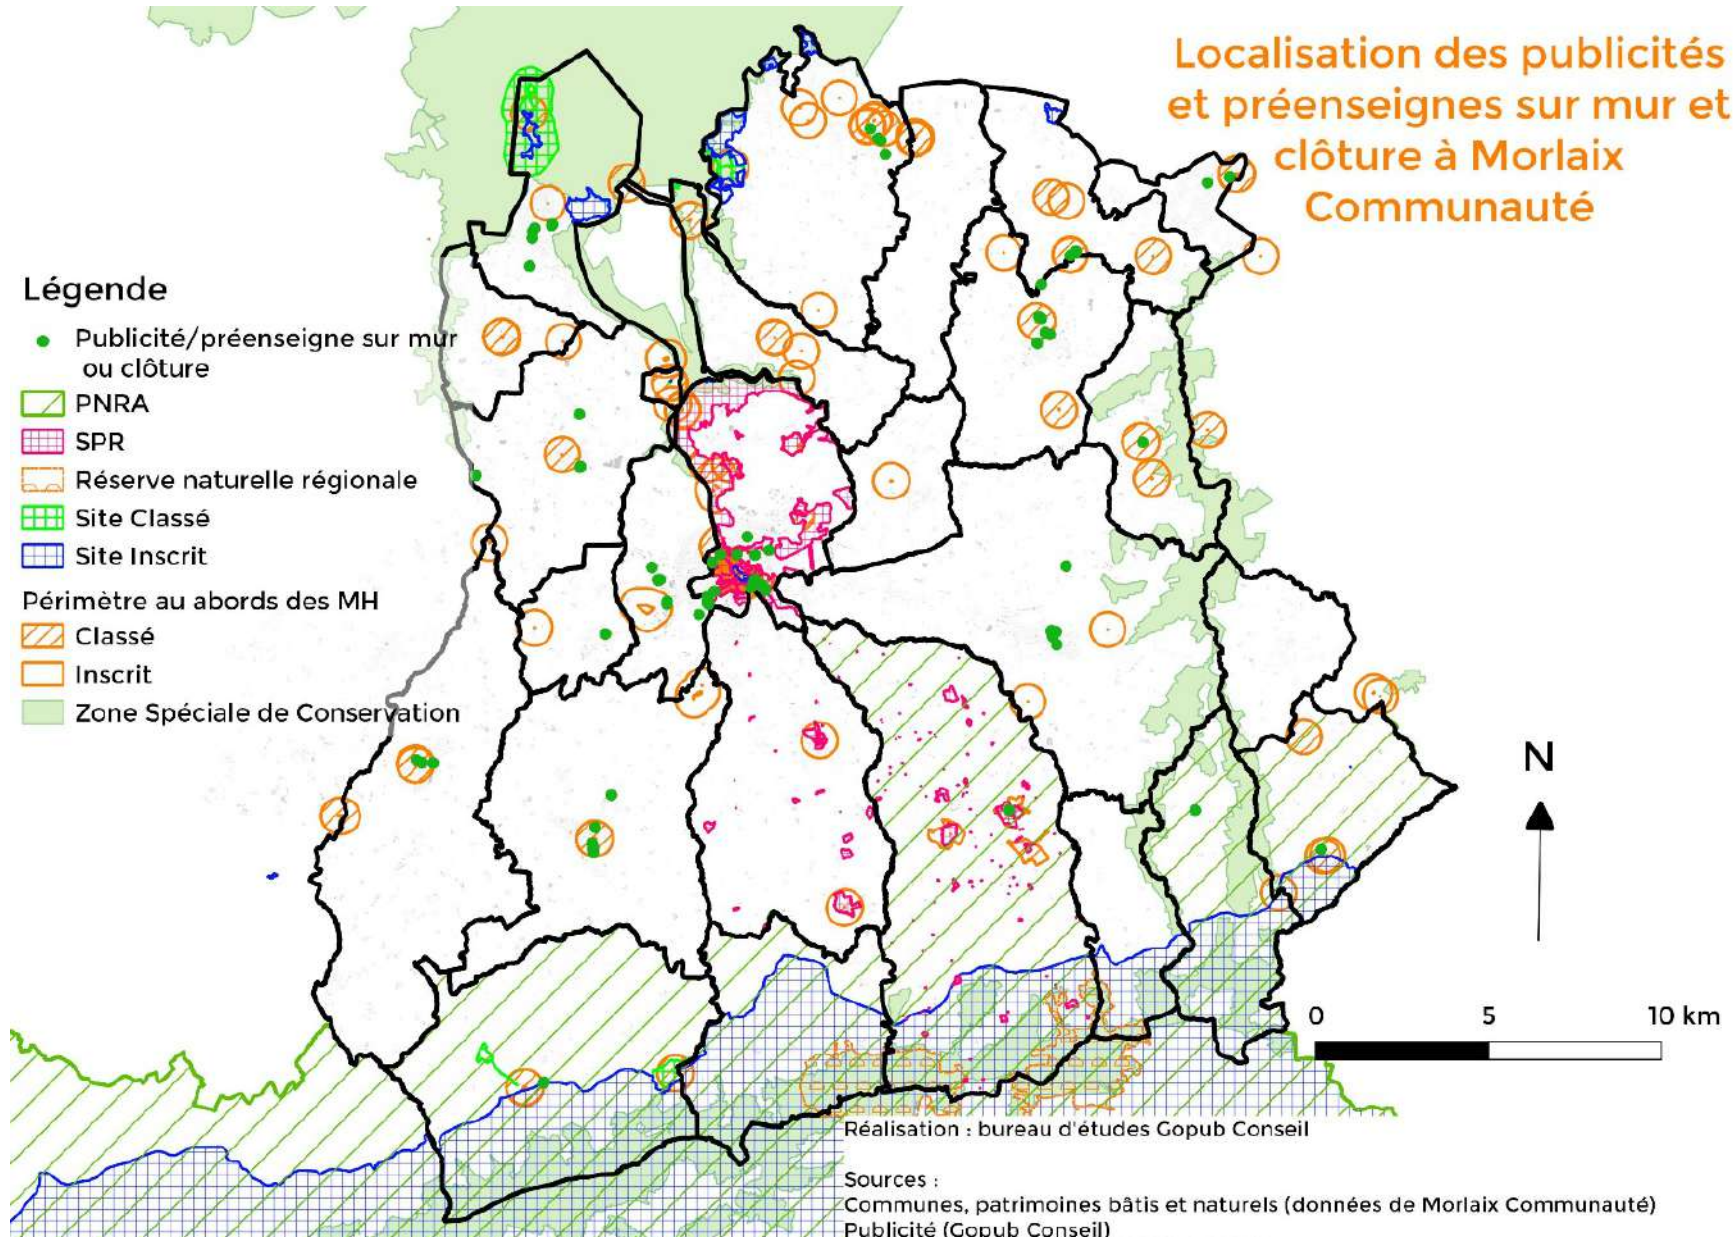 Localisation des publicités
et préenseignes sur mur et
clôture à Morlaix
Communauté
Légende
Publicité/préenseigne sur mur
ou clôture
PNRA
SPR
Réserve naturelle régionale
Site Classé
Site Inscrit
Périmètre au abords des MH
Classé
Inscrit
Zone Spéciale de Conservation
N
0 5 10 km
Réalisation : bureau d'études Gopub Conseil
Sources :
Communes, patrimoines bâtis et naturels (données de Morlaix Communauté)
Publicité (Gopub Conseil)